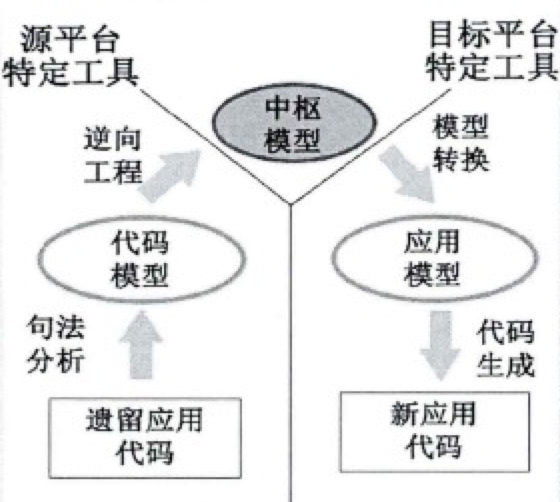 源平台
特定工具
目标平台
特定工具
中枢
模型
逆向
工程
模型
转换
代码
模型
应用
模型
句法
分析
代码
生成
遗留应用
代码
新应用
代码